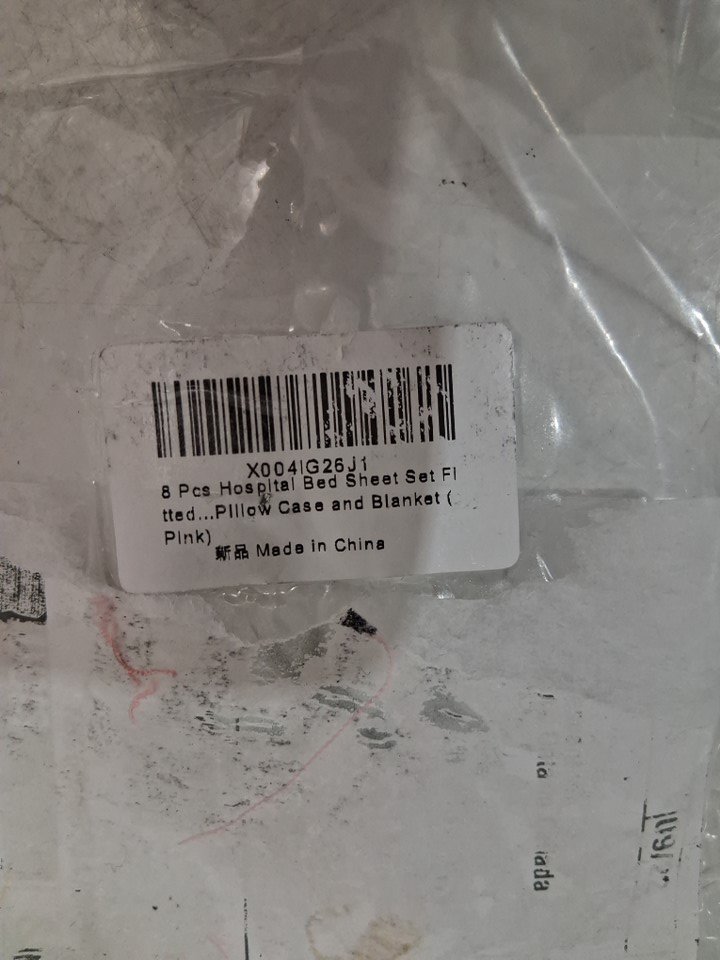 X004IG26J1
8 Pcs Hospital Bed Sheet Set Fi
tted...Pillow Case and Blanket (
Pink)
新品 Made in China